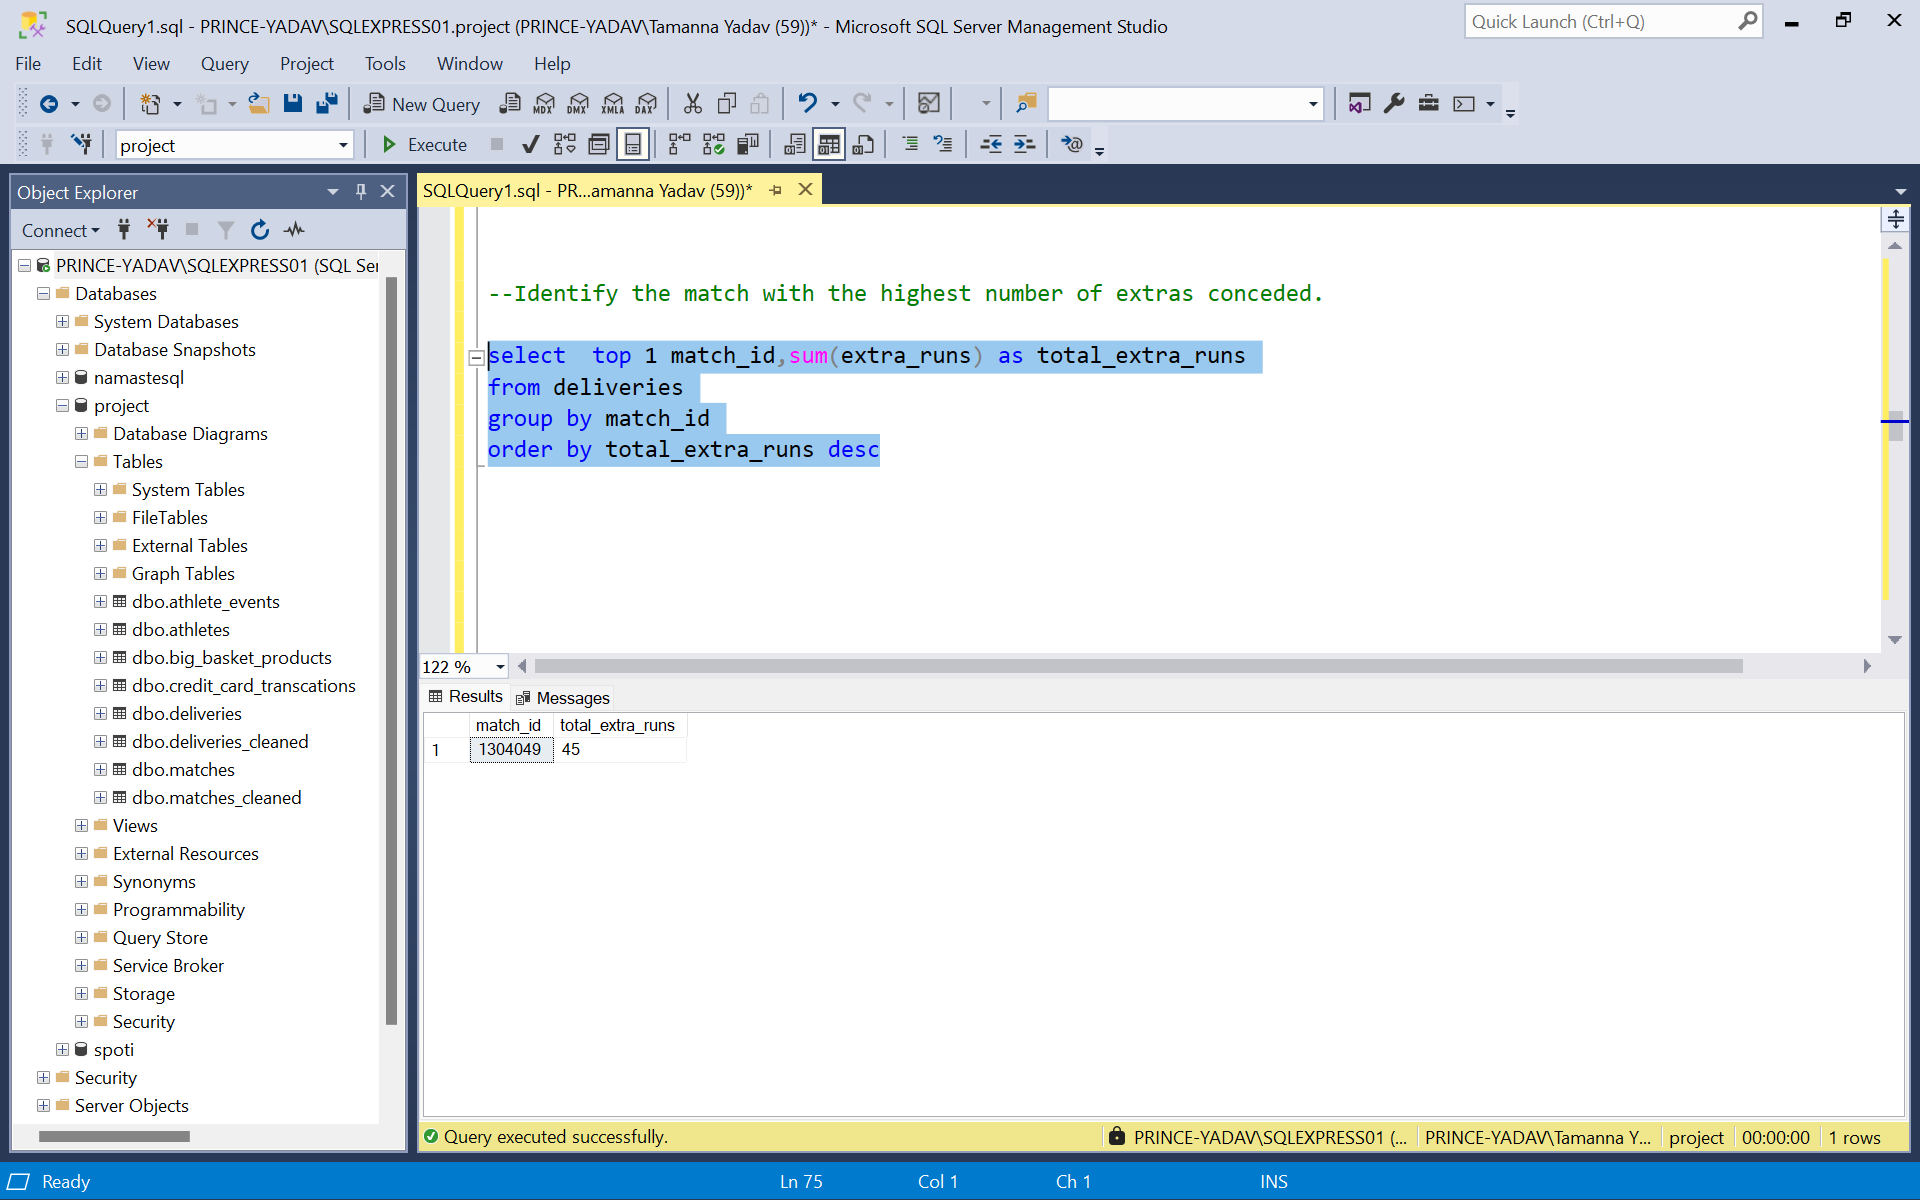 SQLQuery1.sql - PRINCE-YADAV\SQLEXPRESS01.project (PRINCE-YADAV\Tamanna Yadav (59))* - Microsoft SQL Server Management Studio
Quick Launch (Ctrl+Q)
File Edit View Query Project Tools Window Help
New Query MDX DMX XMLA DAX
project Execute
Object Explorer
SQLQuery1.sql - PR...amanna Yadav (59))*
Connect
PRINCE-YADAV\SQLEXPRESS01 (SQL Ser
Databases
System Databases
Database Snapshots
namastesql
project
Database Diagrams
Tables
System Tables
FileTables
External Tables
Graph Tables
dbo.athlete_events
dbo.athletes
dbo.big_basket_products
dbo.credit_card_transcations
dbo.deliveries
dbo.deliveries_cleaned
dbo.matches
dbo.matches_cleaned
Views
External Resources
Synonyms
Programmability
Query Store
Service Broker
Storage
Security
spoti
Security
Server Objects
--Identify the match with the highest number of extras conceded.
select  top 1 match_id,sum(extra_runs) as total_extra_runs
from deliveries
group by match_id
order by total_extra_runs desc
122 %
Results Messages
match_id total_extra_runs
1 1304049 45
Query executed successfully.
PRINCE-YADAV\SQLEXPRESS01 (... PRINCE-YADAV\Tamanna Y... project 00:00:00 1 rows
Ready Ln 75 Col 1 Ch 1 INS